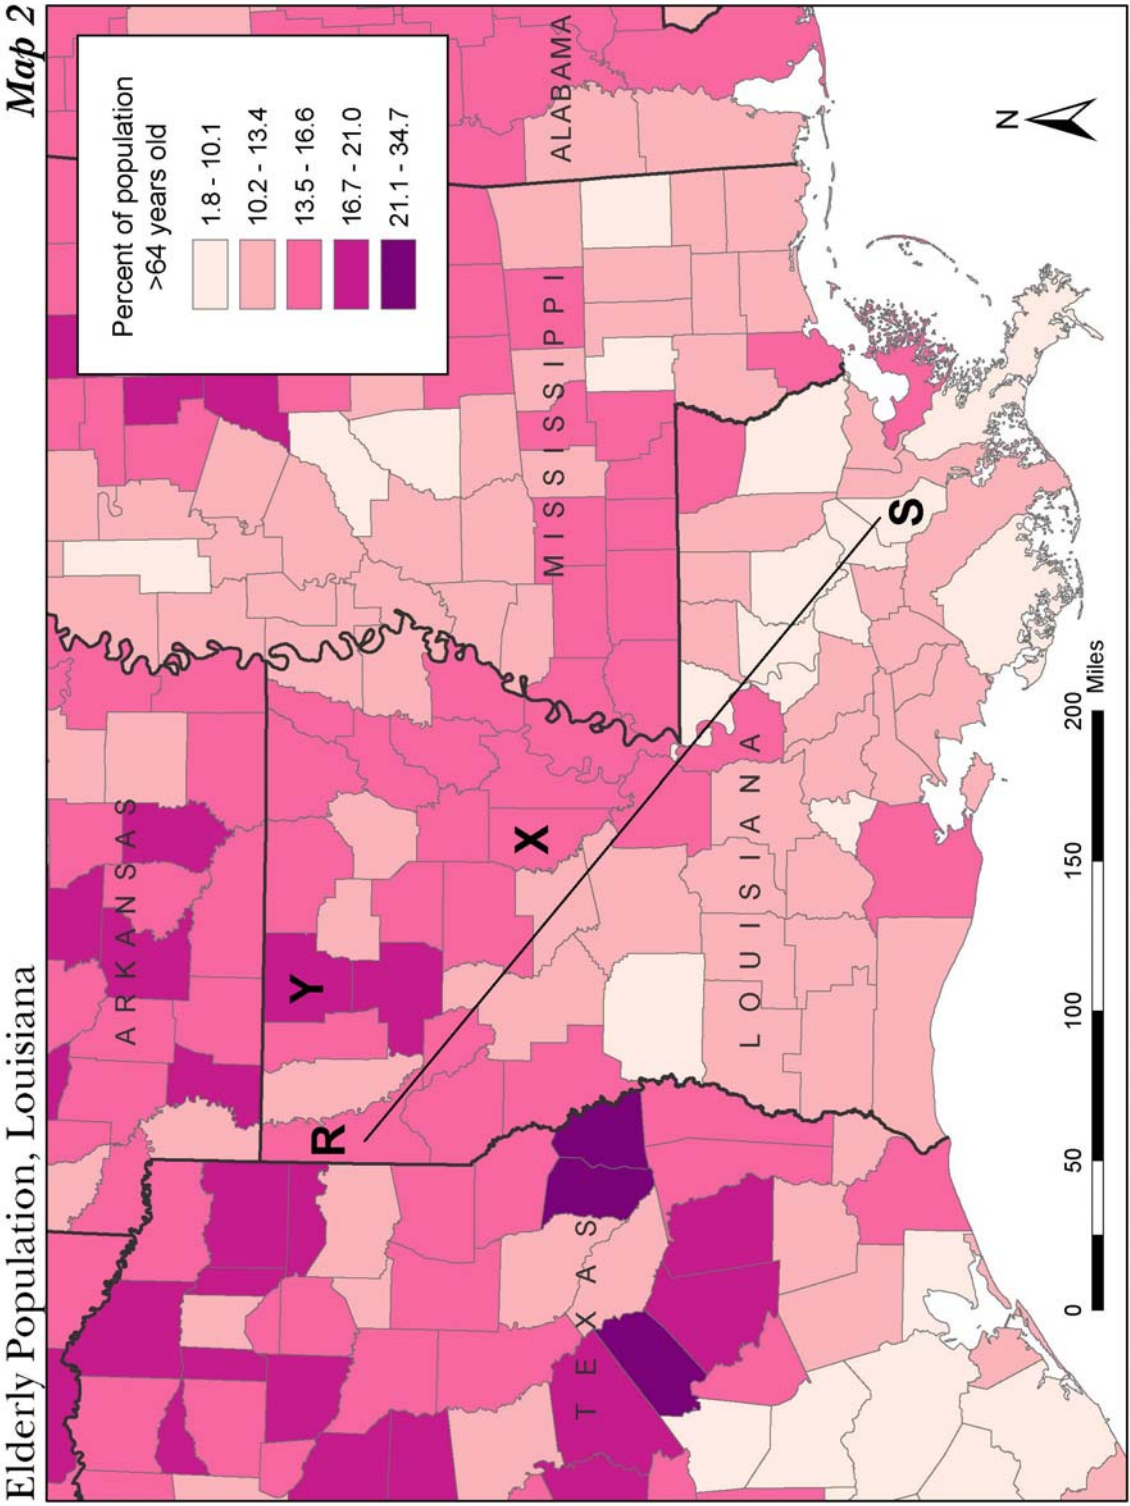 Elderly Population, Louisiana
Map 2
Percent of population
>64 years old
1.8 - 10.1
10.2 - 13.4
13.5 - 16.6
16.7 - 21.0
21.1 - 34.7
ARKANSAS
MISSISSIPPI
ALABAMA
Y
R
X
TEXAS
LOUISIANA
S
N
0 50 100 150 200
Miles